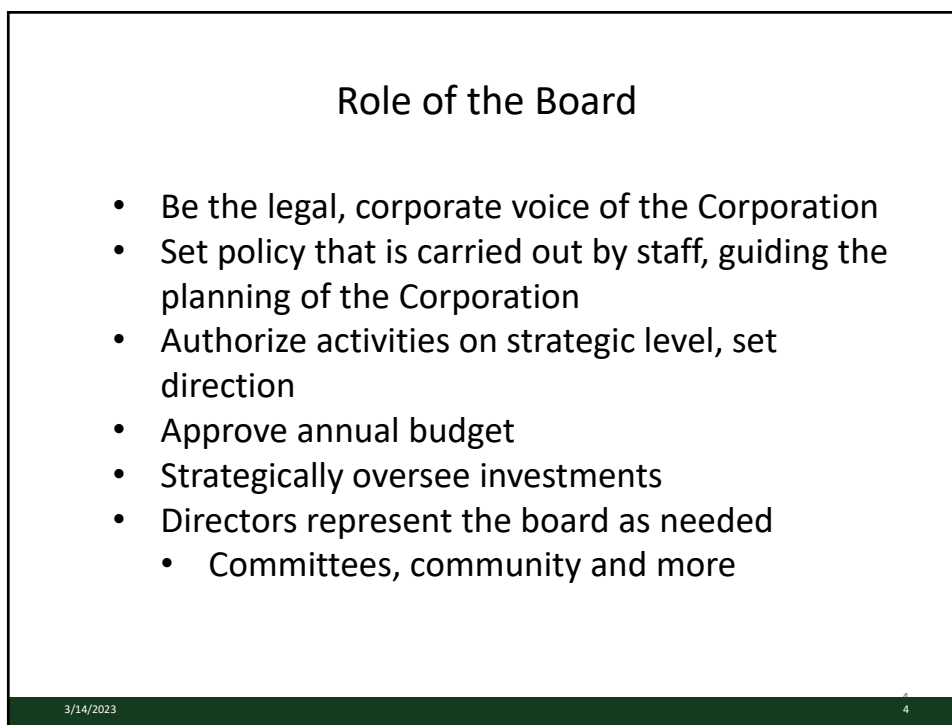 Role of the Board
• Be the legal, corporate voice of the Corporation
• Set policy that is carried out by staff, guiding the
planning of the Corporation
• Authorize activities on strategic level, set
direction
• Approve annual budget
• Strategically oversee investments
• Directors represent the board as needed
• Committees, community and more
3/14/2023
4
4